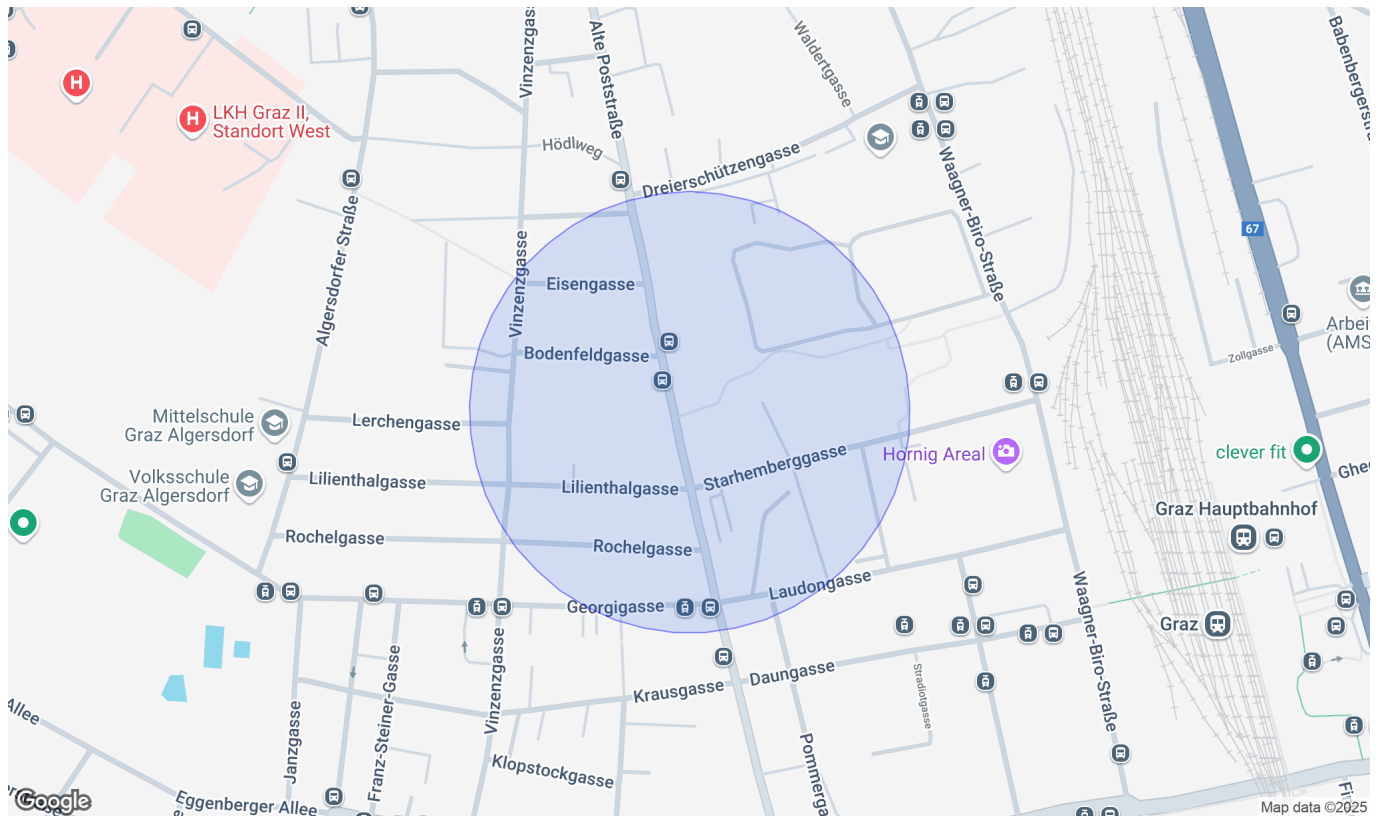 Vinzenzgasse
Alte Poststraße
Waldertgasse
Babenbergerstr
H
H
LKH Graz II,
Standort West
Hödlweg
Dreierschützengasse
Waagner-Biro-Straße
67
Algersdorfer Straße
Vinzenzgasse
Eisengasse
Bodenfeldgasse
Arbei
(AMS
Zollgasse
Mittelschule
Graz Algersdorf
Lerchengasse
Volksschule
Graz Algersdorf
Lilienthalgasse
Lilienthalgasse
Starhemberggasse
Hornig Areal
clever fit
Ghe
Graz Hauptbahnhof
Rochelgasse
Rochelgasse
Georgigasse
Laudongasse
Waagner-Biro-Straße
Graz
Vinzenzgasse
Krausgasse
Daungasse
Stradiotgasse
Allee
Janzgasse
Franz-Steiner-Gasse
Klopstockgasse
Pommerga
Eggenberger Allee
Google
Map data ©2025